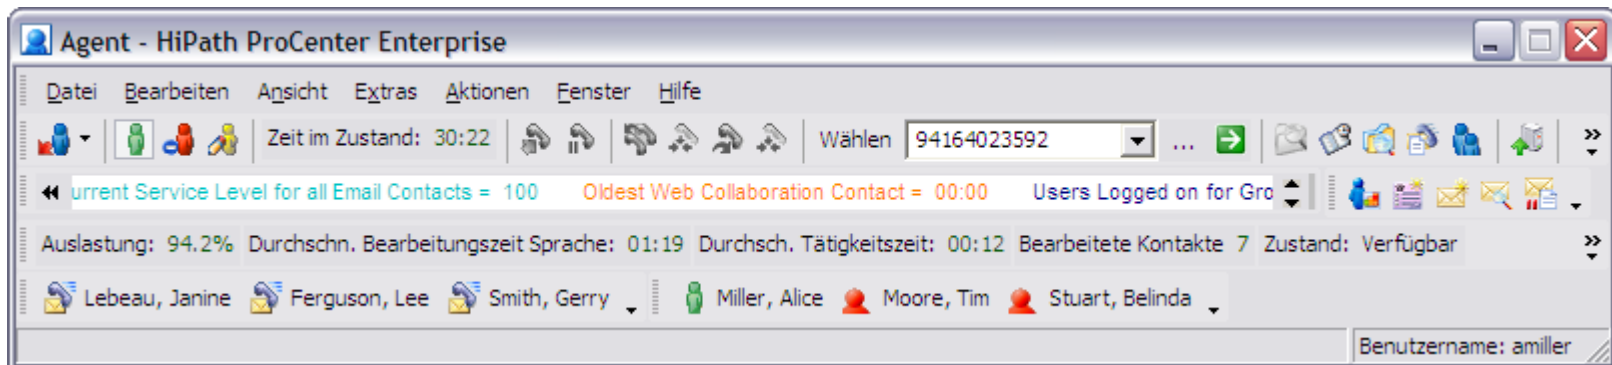 Agent - HiPath ProCenter Enterprise
Datei Bearbeiten Ansicht Extras Aktionen Fenster Hilfe
Zeit im Zustand: 30:22 Wählen 94164023592 ...
urrent Service Level for all Email Contacts = 100 Oldest Web Collaboration Contact = 00:00 Users Logged on for Gro
Auslastung: 94.2% Durchschn. Bearbeitungszeit Sprache: 01:19 Durchsch. Tätigkeitszeit: 00:12 Bearbeitete Kontakte 7 Zustand: Verfügbar
Lebeau, Janine Ferguson, Lee Smith, Gerry Miller, Alice Moore, Tim Stuart, Belinda
Benutzername: amiller